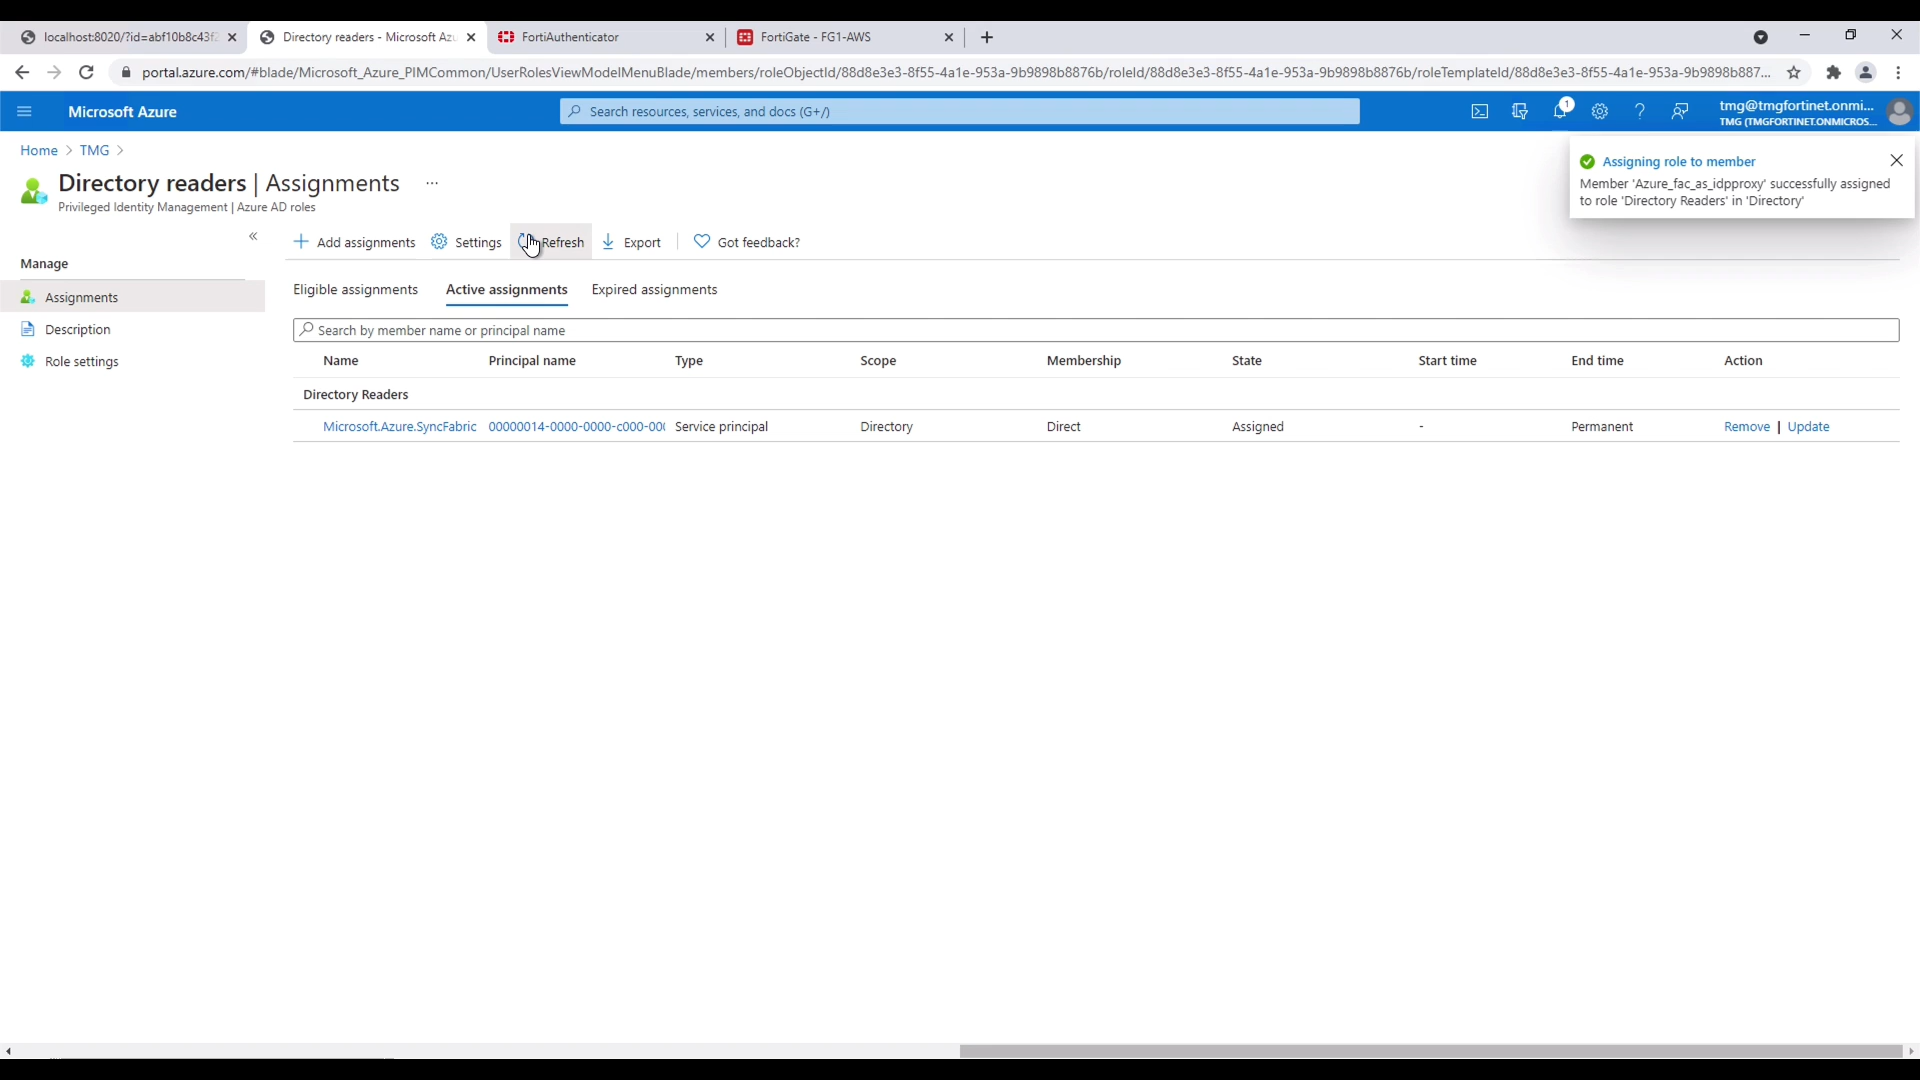 localhost:8020/?id=abf10b8c43f2
Directory readers - Microsoft Azu
FortiAuthenticator
FortiGate - FG1-AWS
portal.azure.com/#blade/Microsoft_Azure_PIMCommon/UserRolesViewModelMenuBlade/members/roleObjectId/88d8e3e3-8f55-4a1e-953a-9b9898b8876b/roleId/88d8e3e3-8f55-4a1e-953a-9b9898b8876b/roleTemplateId/88d8e3e3-8f55-4a1e-953a-9b9898b887...
Microsoft Azure
Search resources, services, and docs (G+/)
1
tmg@tmgfortinet.onmi...
TMG (TMGFORTINET.ONMICROS...
Home > TMG >
Directory readers | Assignments ...
Privileged Identity Management | Azure AD roles
Assigning role to member
Member 'Azure_fac_as_idpproxy' successfully assigned
to role 'Directory Readers' in 'Directory'
Add assignments Settings Refresh Export Got feedback?
Manage
Assignments
Description
Role settings
Eligible assignments Active assignments Expired assignments
Search by member name or principal name
Name Principal name Type Scope Membership State Start time End time Action
Directory Readers
Microsoft.Azure.SyncFabric 00000014-0000-0000-c000-000 Service principal Directory Direct Assigned - Permanent Remove | Update